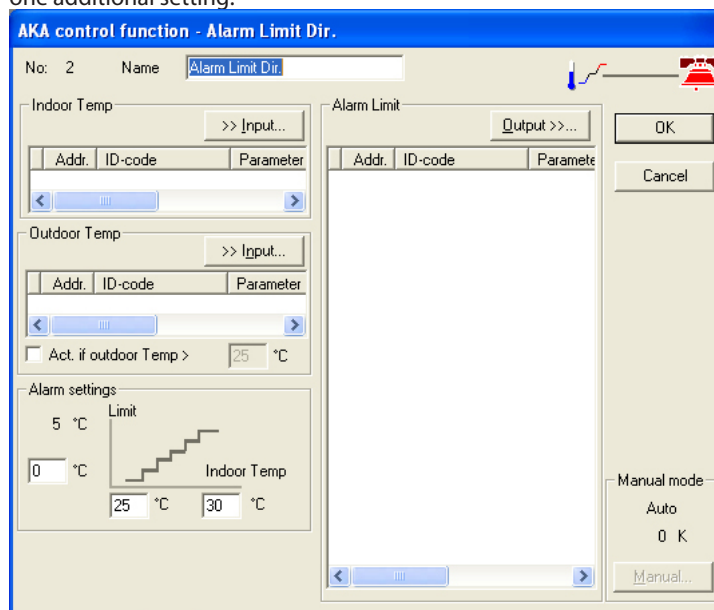 one additional setting.
AKA control function - Alarm Limit Dir.
No: 2 Name Alarm Limit Dir.
Indoor Temp
>> Input...
Addr. ID-code Parameter
Outdoor Temp
>> Input...
Addr. ID-code Parameter
Act. if outdoor Temp > 25 °C
Alarm settings
Limit
5 °C
0 °C
Indoor Temp
25 °C 30 °C
Alarm Limit
Output >>...
Addr. ID-code Paramete
OK
Cancel
Manual mode
Auto
0 K
Manual...